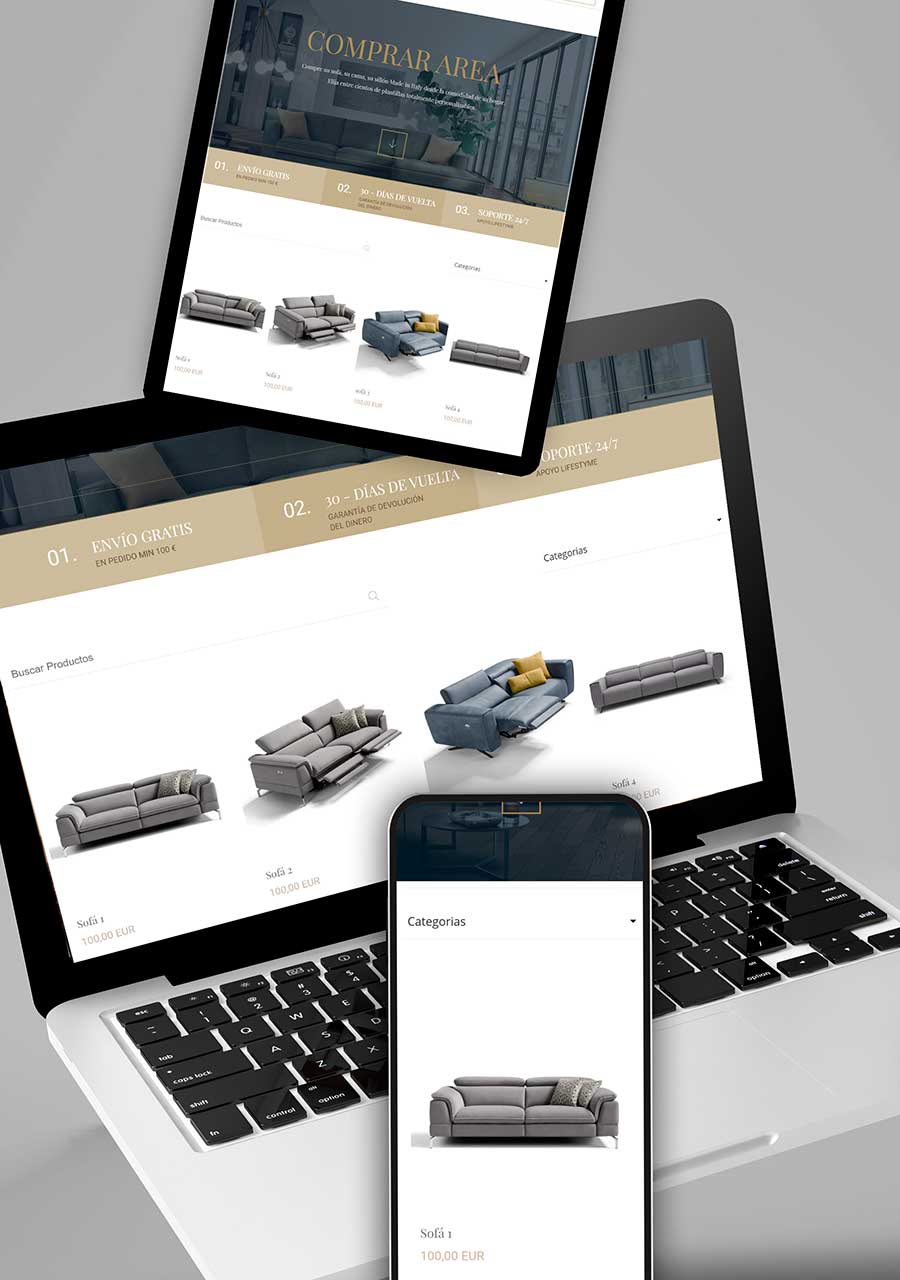 COMPRAR AREA
Compre su sofá, su cama, su sillón Made in Italy desde la comodidad de su hogar.
Elija entre cientos de plantillas totalmente personalizables.
01. ENVÍO GRATIS
EN PEDIDO MIN 100 €
02. 30 - DÍAS DE VUELTA
GARANTÍA DE DEVOLUCIÓN
DEL DINERO
03. SOPORTE 24/7
APOYO LIFESTYME
Buscar Productos
Categorias
Sofá 1
100,00 EUR
Sofá 2
100,00 EUR
sofá 3
100,00 EUR
Sofá 4
100,00 EUR
01. ENVÍO GRATIS
EN PEDIDO MIN 100 €
02. 30 - DÍAS DE VUELTA
GARANTÍA DE DEVOLUCIÓN
DEL DINERO
SOPORTE 24/7
APOYO LIFESTYME
Categorias
Buscar Productos
Sofá 1
100,00 EUR
Sofá 2
100,00 EUR
Sofá 4
00 EUR
Categorias
Sofá 1
100,00 EUR
esc
delete
Q W E
enter
return
tab
A S D
caps lock
shift
Z X
shift
fn control
alt
option
alt
option